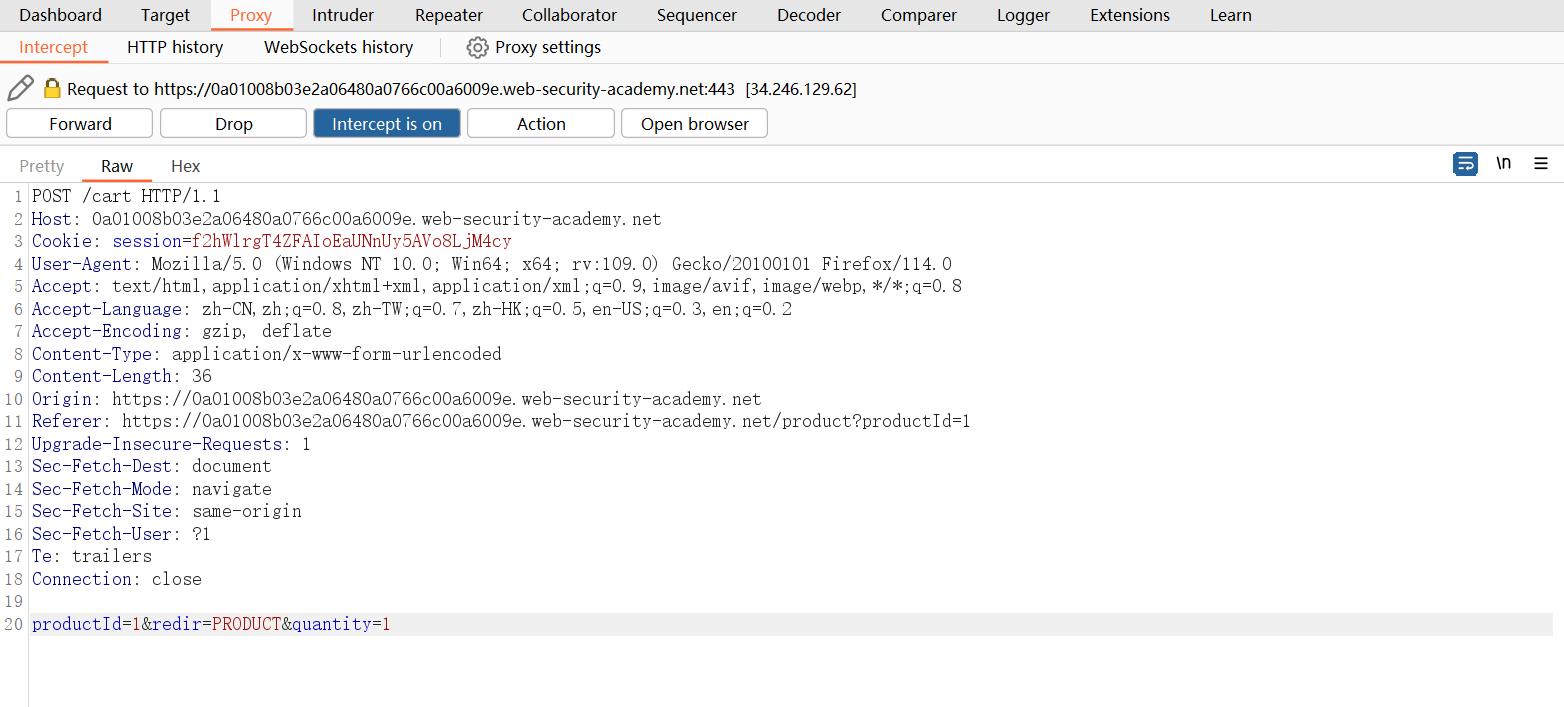 Dashboard Target Proxy Intruder Repeater Collaborator Sequencer Decoder Comparer Logger Extensions Learn
Intercept HTTP history WebSockets history Proxy settings
Request to https://0a01008b03e2a06480a0766c00a6009e.web-security-academy.net:443 [34.246.129.62]
Forward Drop Intercept is on Action Open browser
Pretty Raw Hex \n
1 POST /cart HTTP/1.1
2 Host: 0a01008b03e2a06480a0766c00a6009e.web-security-academy.net
3 Cookie: session=f2hWlrgT4ZFAIoEaUNnUy5AVo8LjM4cy
4 User-Agent: Mozilla/5.0 (Windows NT 10.0; Win64; x64; rv:109.0) Gecko/20100101 Firefox/114.0
5 Accept: text/html,application/xhtml+xml,application/xml;q=0.9,image/avif,image/webp,*/*;q=0.8
6 Accept-Language: zh-CN,zh;q=0.8,zh-TW;q=0.7,zh-HK;q=0.5,en-US;q=0.3,en;q=0.2
7 Accept-Encoding: gzip, deflate
8 Content-Type: application/x-www-form-urlencoded
9 Content-Length: 36
10 Origin: https://0a01008b03e2a06480a0766c00a6009e.web-security-academy.net
11 Referer: https://0a01008b03e2a06480a0766c00a6009e.web-security-academy.net/product?productId=1
12 Upgrade-Insecure-Requests: 1
13 Sec-Fetch-Dest: document
14 Sec-Fetch-Mode: navigate
15 Sec-Fetch-Site: same-origin
16 Sec-Fetch-User: ?1
17 Te: trailers
18 Connection: close
19
20 productId=1&redir=PRODUCT&quantity=1